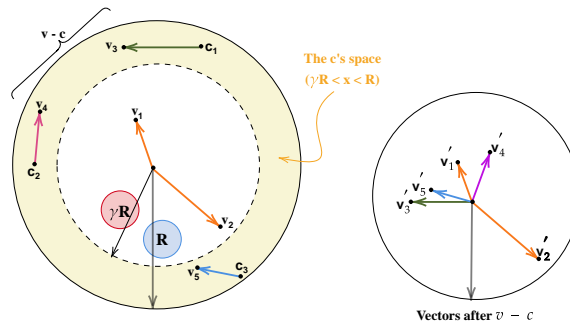 v - c
v₃
c₁
The c's space
(γR < x < R)
v₄
v₁
c₂
γR
R
v₂
v₅
c₃
v₁′
v₄′
v₅′
v₃′
v₂′
Vectors after v − c